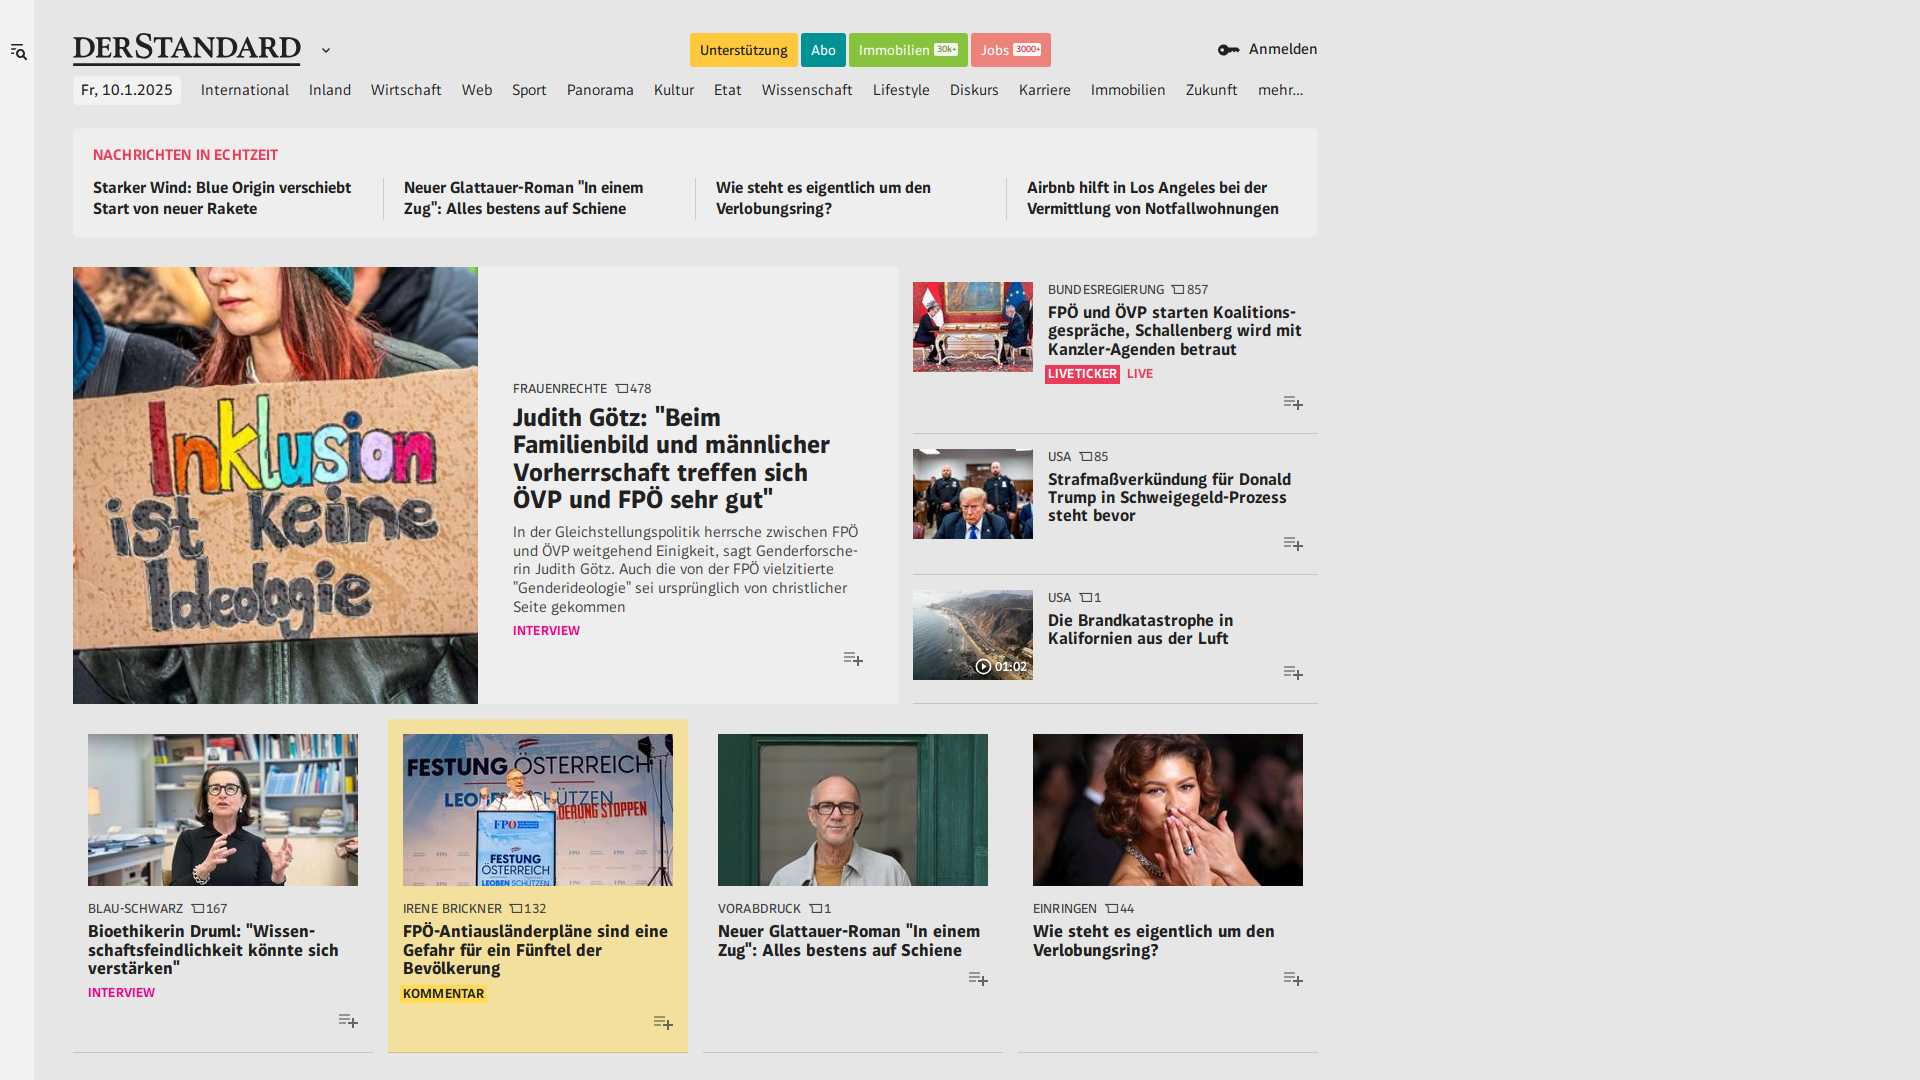 DERSTANDARD
Unterstützung
Abo
Immobilien 30k+
Jobs 3000+
Anmelden
Fr, 10.1.2025
International
Inland
Wirtschaft
Web
Sport
Panorama
Kultur
Etat
Wissenschaft
Lifestyle
Diskurs
Karriere
Immobilien
Zukunft
mehr...
NACHRICHTEN IN ECHTZEIT
Starker Wind: Blue Origin verschiebt
Start von neuer Rakete
Neuer Glattauer-Roman "In einem
Zug": Alles bestens auf Schiene
Wie steht es eigentlich um den
Verlobungsring?
Airbnb hilft in Los Angeles bei der
Vermittlung von Notfallwohnungen
Inklusion
ist keine
Ideologie
FRAUENRECHTE 478
Judith Götz: "Beim
Familienbild und männlicher
Vorherrschaft treffen sich
ÖVP und FPÖ sehr gut"
In der Gleichstellungspolitik herrsche zwischen FPÖ
und ÖVP weitgehend Einigkeit, sagt Genderforsche-
rin Judith Götz. Auch die von der FPÖ vielzitierte
"Genderideologie" sei ursprünglich von christlicher
Seite gekommen
INTERVIEW
BUNDESREGIERUNG 857
FPÖ und ÖVP starten Koalitions-
gespräche, Schallenberg wird mit
Kanzler-Agenden betraut
LIVETICKER LIVE
USA 85
Strafmaßverkündung für Donald
Trump in Schweigegeld-Prozess
steht bevor
01:02
USA 1
Die Brandkatastrophe in
Kalifornien aus der Luft
BLAU-SCHWARZ 167
Bioethikerin Druml: "Wissen-
schaftsfeindlichkeit könnte sich
verstärken"
INTERVIEW
FESTUNG ÖSTERREICH
SCHÜTZEN
STOPPEN
FPÖ
FESTUNG
ÖSTERREICH
LEOBEN SCHÜTZEN
IRENE BRICKNER 132
FPÖ-Antiausländerpläne sind eine
Gefahr für ein Fünftel der
Bevölkerung
KOMMENTAR
VORABDRUCK 1
Neuer Glattauer-Roman "In einem
Zug": Alles bestens auf Schiene
EINRINGEN 44
Wie steht es eigentlich um den
Verlobungsring?